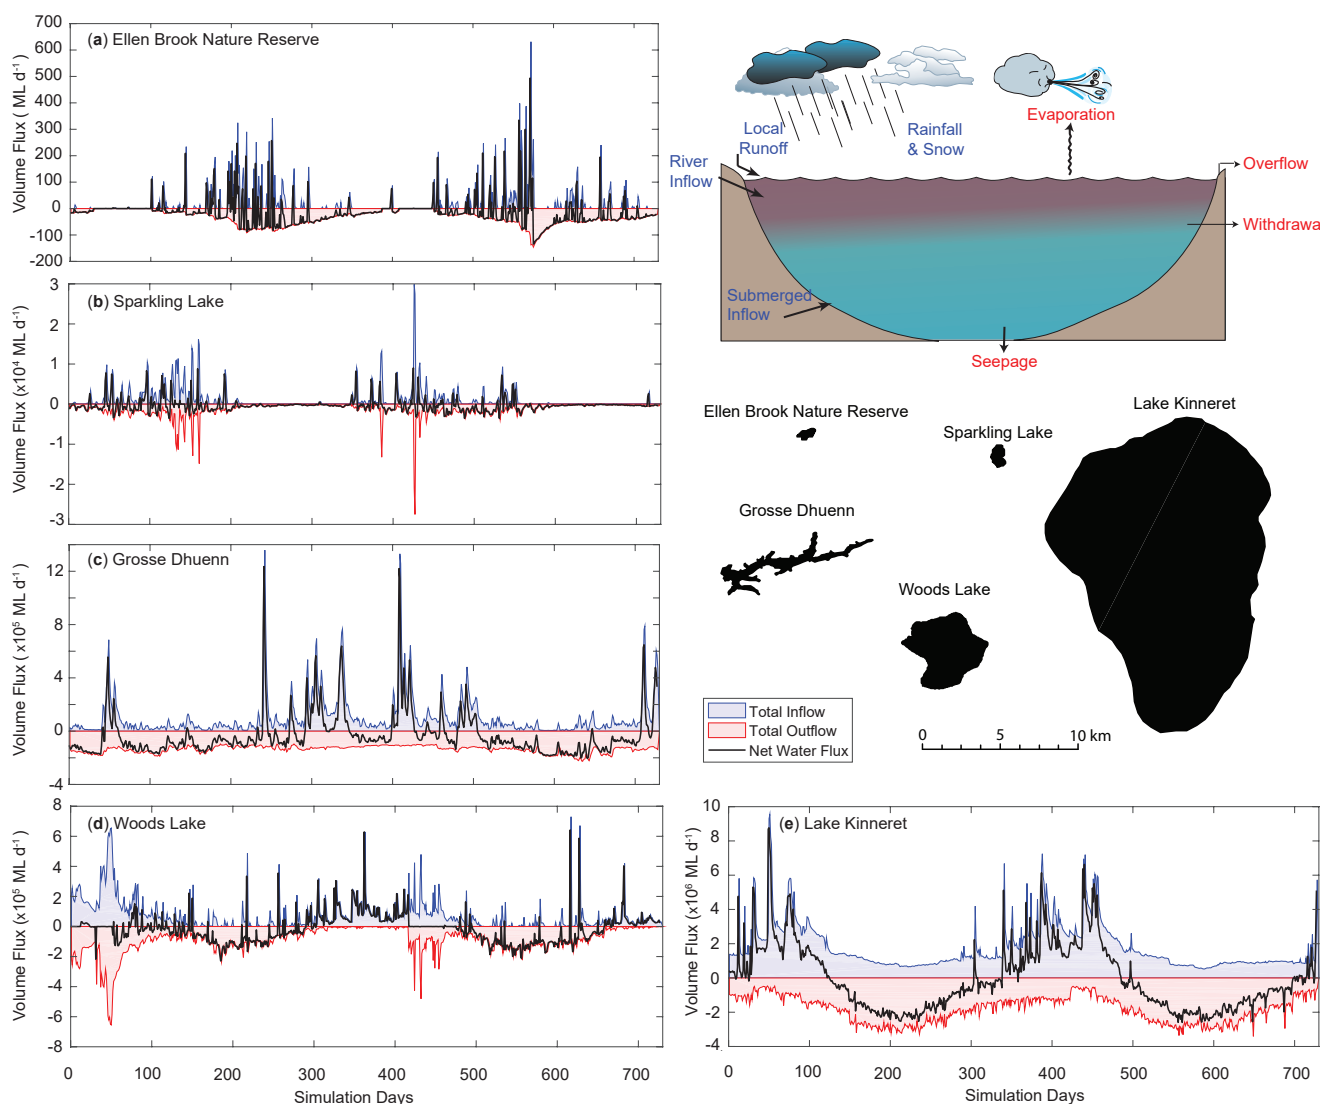 (a) Ellen Brook Nature Reserve
Volume Flux ( ML d-1)
700
600
500
400
300
200
100
0
-100
-200
(b) Sparkling Lake
Volume Flux (x10⁴ ML d-1)
3
2
1
0
-1
-2
-3
(c) Grosse Dhuenn
Volume Flux ( x10⁵ ML d-1)
12
8
4
0
-4
(d) Woods Lake
Volume Flux (x10⁵ ML d-1)
8
6
4
2
0
-2
-4
-6
-8
0 100 200 300 400 500 600 700
Simulation Days
Local
Runoff
Rainfall
& Snow
Evaporation
River
Inflow
Overflow
Withdrawa
Submerged
Inflow
Seepage
Ellen Brook Nature Reserve
Sparkling Lake
Lake Kinneret
Grosse Dhuenn
Woods Lake
Total Inflow
Total Outflow
Net Water Flux
0 5 10 km
(e) Lake Kinneret
Volume Flux (x10⁶ ML d-1)
10
8
6
4
2
0
-2
-4
0 100 200 300 400 500 600 700
Simulation Days